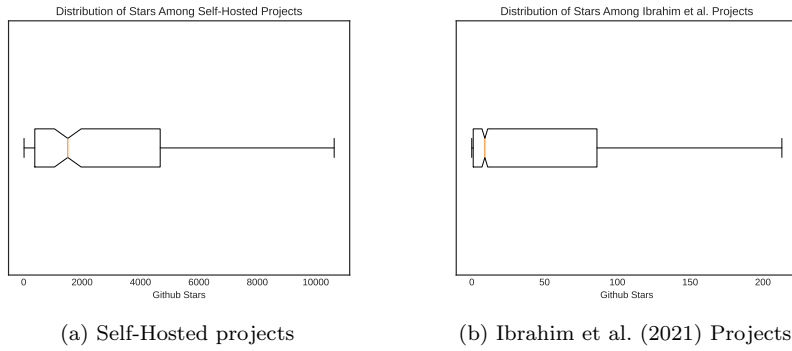 Distribution of Stars Among Self-Hosted Projects
0 2000 4000 6000 8000 10000
Github Stars
(a) Self-Hosted projects
Distribution of Stars Among Ibrahim et al. Projects
0 50 100 150 200
Github Stars
(b) Ibrahim et al. (2021) Projects